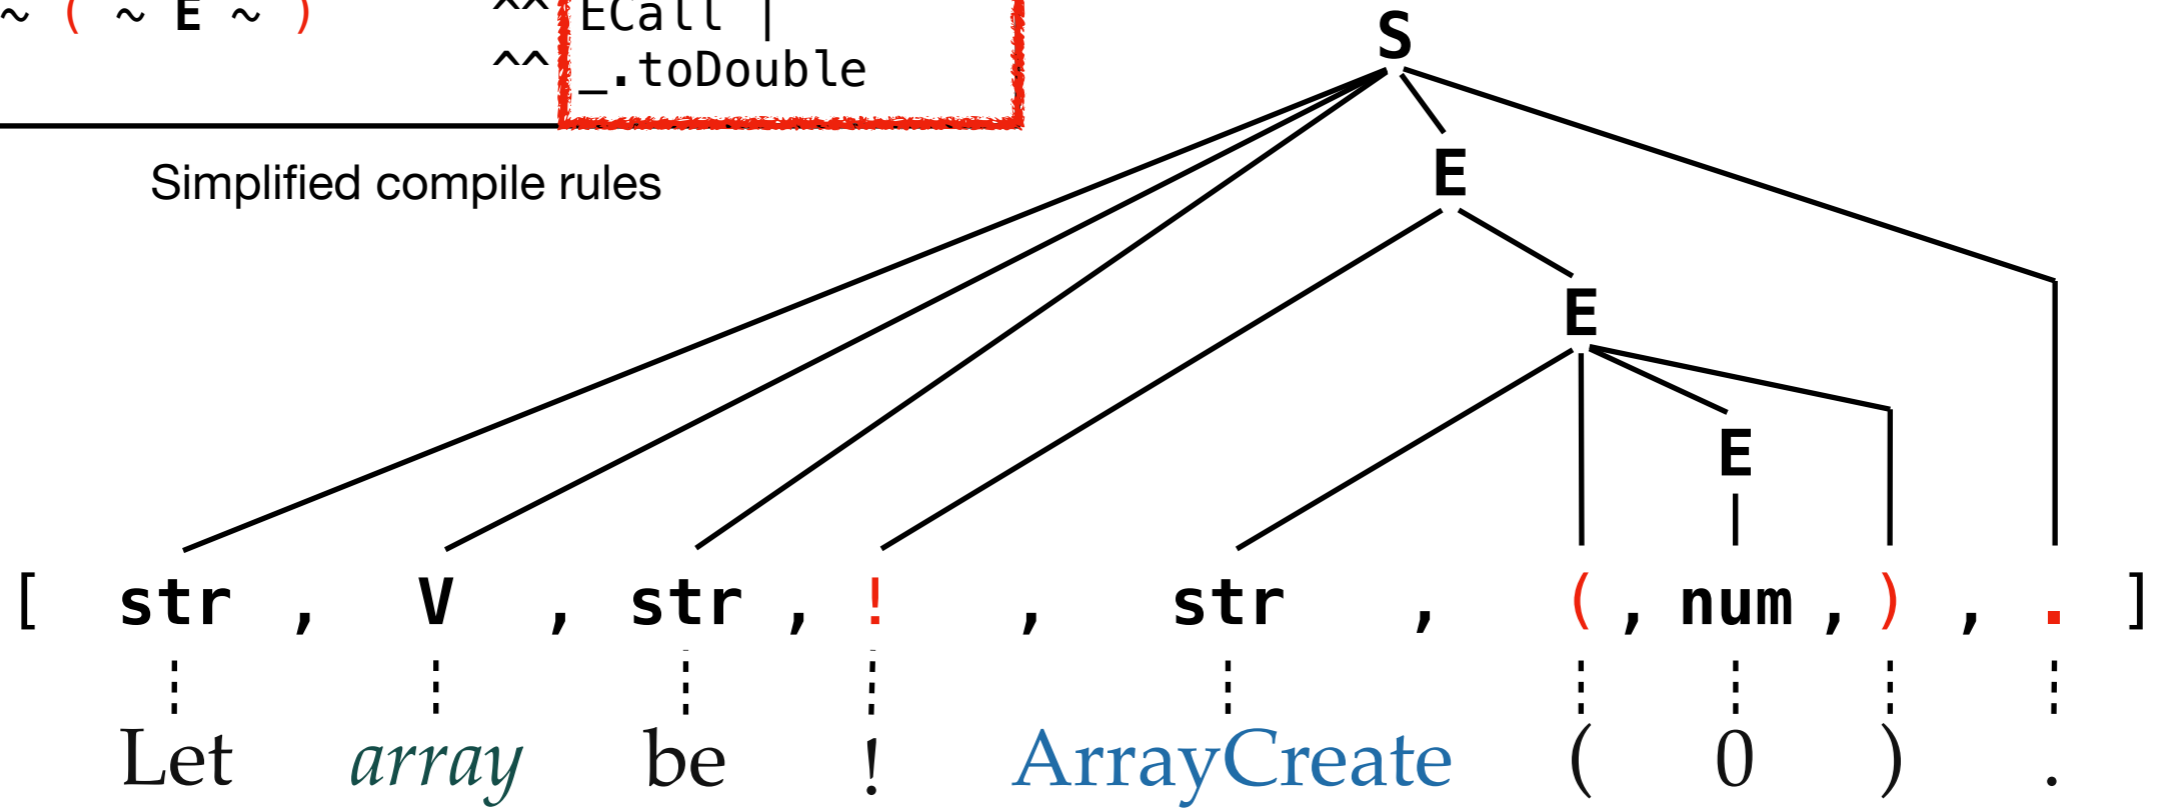 ~ ( ~ E ~ ) ^^ ECall |
^^ _.toDouble
Simplified compile rules
S
E
E
E
[ str , V , str , ! , str , ( , num , ) , . ]
Let array be ! ArrayCreate ( 0 ) .